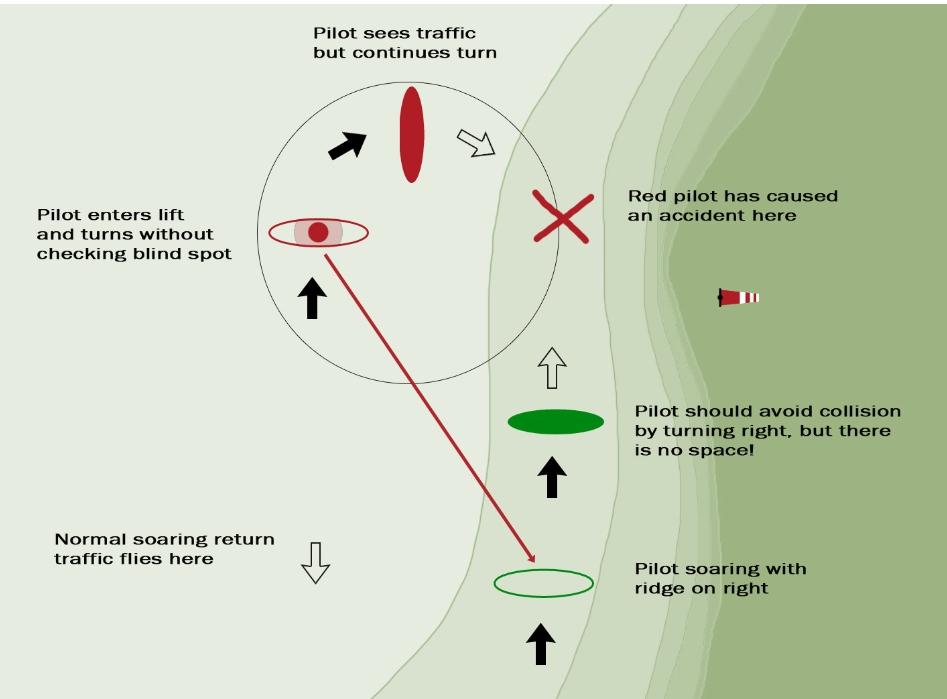 Pilot sees traffic
but continues turn
Pilot enters lift
and turns without
checking blind spot
Red pilot has caused
an accident here
Pilot should avoid collision
by turning right, but there
is no space!
Normal soaring return
traffic flies here
Pilot soaring with
ridge on right